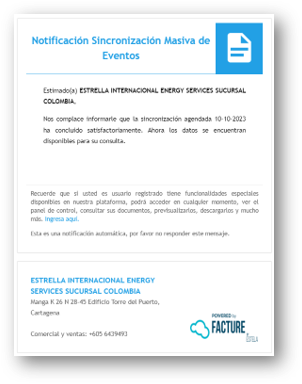 Notificación Sincronización Masiva de
Eventos
Estimado(a) ESTRELLA INTERNACIONAL ENERGY SERVICES SUCURSAL
COLOMBIA.
Nos complace informarle que la sincronización agendada 10-10-2023
ha concluido satisfactoriamente. Ahora los datos se encuentran
disponibles para su consulta.
Recuerde que si usted es usuario registrado tiene funcionalidades especiales
disponibles en nuestra plataforma, podrá acceder en cualquier momento, ver el
panel de control, consultar sus documentos, previsualizarlos, descargarlos y mucho
más. Ingresa aquí.
Esta es una notificación automática, por favor no responder este mensaje.
ESTRELLA INTERNACIONAL ENERGY
SERVICES SUCURSAL COLOMBIA
Manga K 26 N 28-45 Edificio Torre del Puerto,
Cartagena
Comercial y ventas: +605 6439493
POWERED by
FACTURE